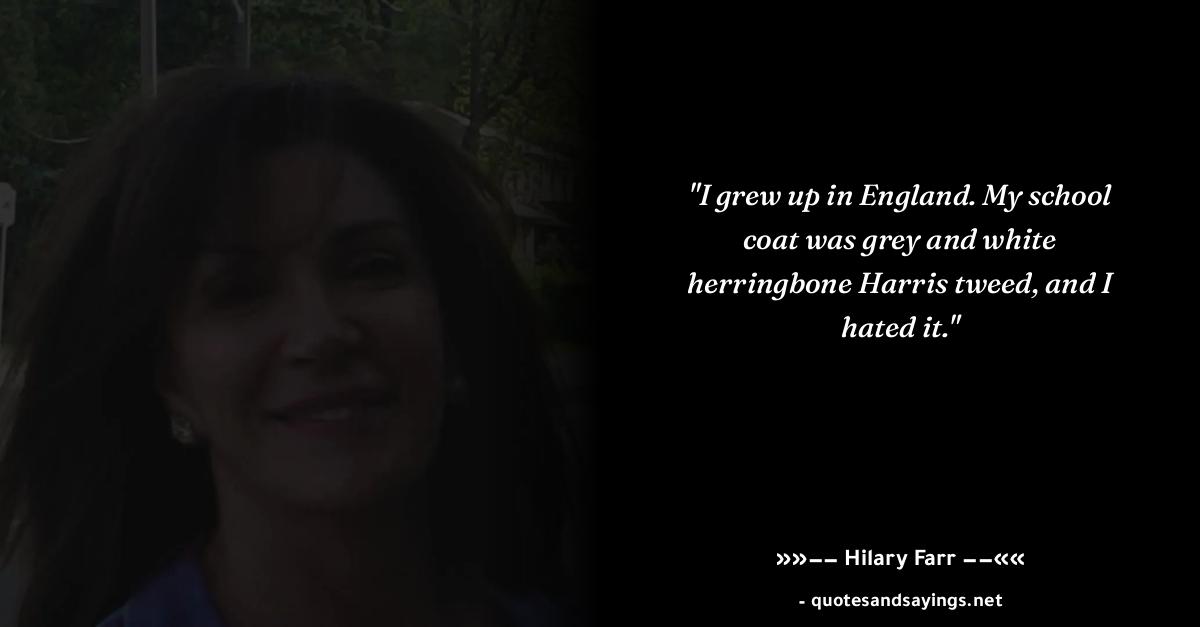 "I grew up in England. My school
coat was grey and white
herringbone Harris tweed, and I
hated it."
»»−− Hilary Farr −−««
- quotesandsayings.net